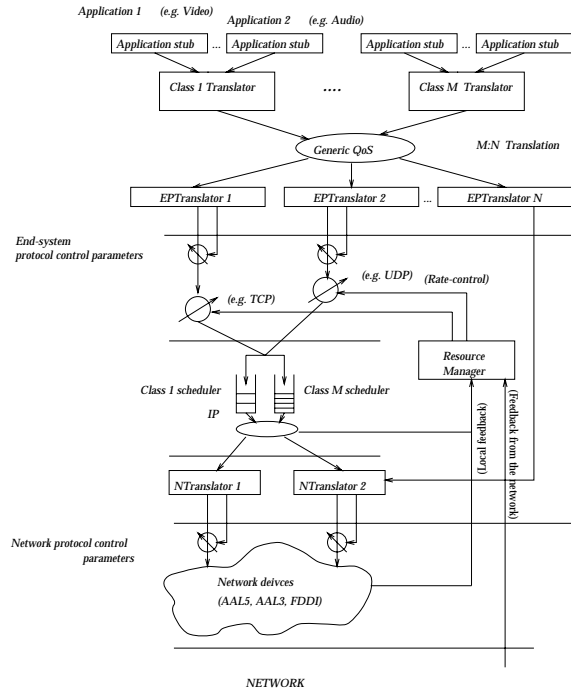 Application 1 (e.g. Video)
Application 2 (e.g. Audio)
Application stub ... Application stub
Application stub ... Application stub
Class 1 Translator
....
Class M Translator
Generic QoS
M:N Translation
EPTranslator 1
EPTranslator 2
...
EPTranslator N
End-system
protocol control parameters
(e.g. UDP)
(Rate-control)
(e.g. TCP)
Resource
Manager
Class 1 scheduler
Class M scheduler
IP
(Local feedback)
(Feedback from the network)
NTranslator 1
NTranslator 2
Network protocol control
parameters
Network deivces
(AAL5, AAL3, FDDI)
NETWORK